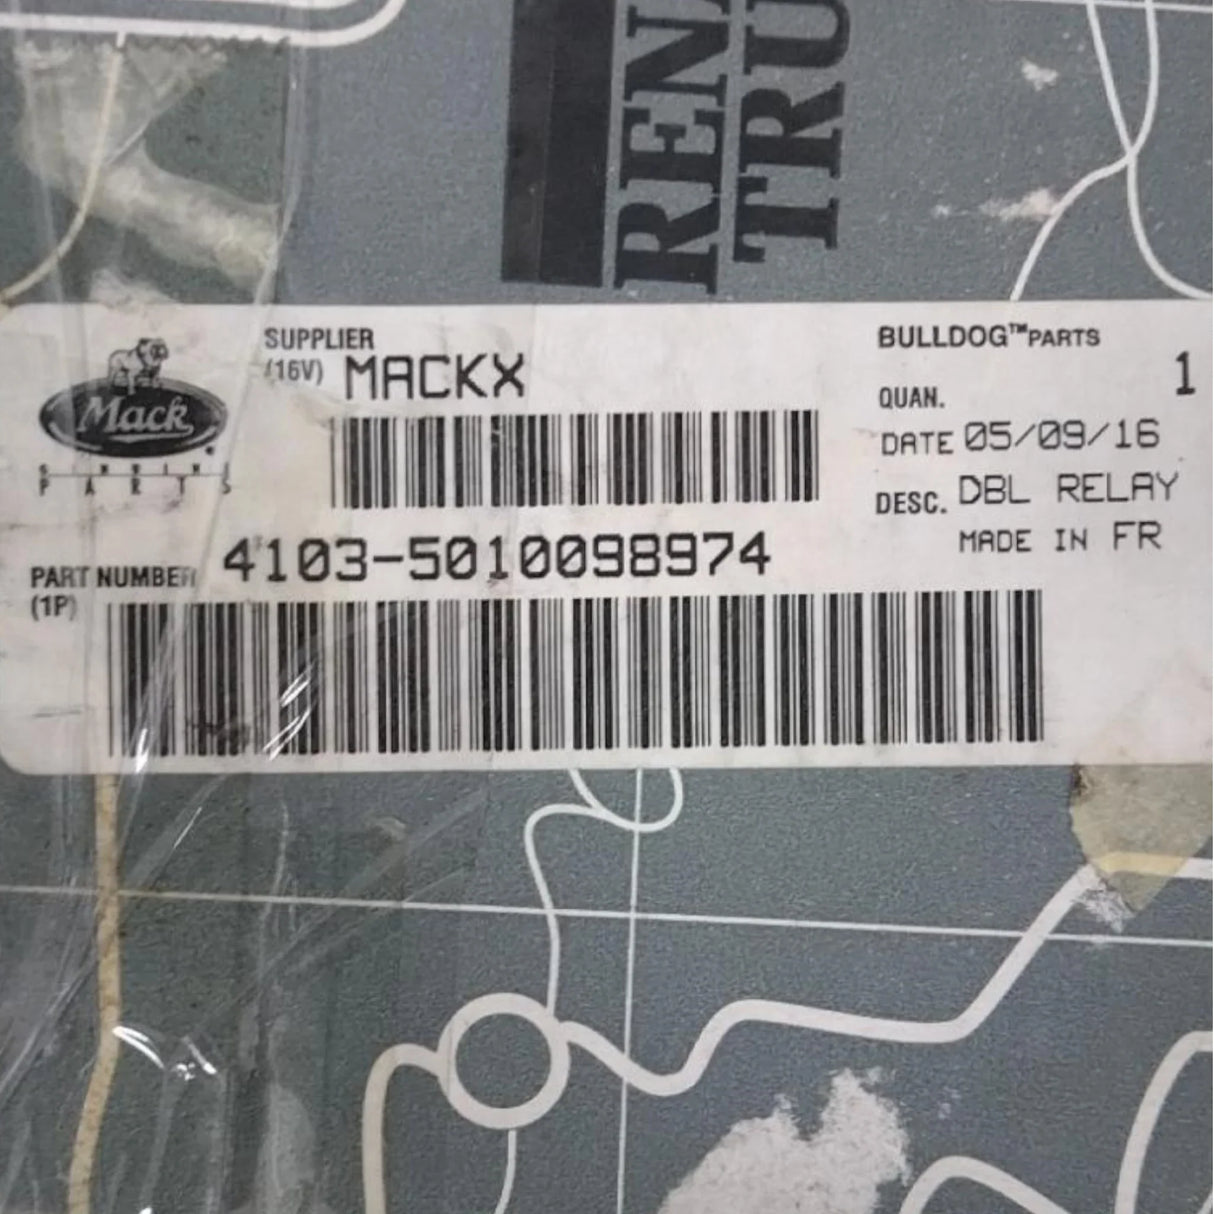 REN
TRU
Mack
PARTS
SUPPLIER
(16V) MACKX
BULLDOG™PARTS
QUAN. 1
DATE 05/09/16
DESC. DBL RELAY
MADE IN FR
PART NUMBER 4103-5010098974
(1P)